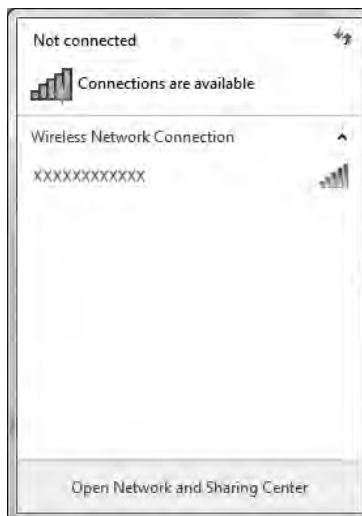 Not connected
Connections are available
Wireless Network Connection
XXXXXXXXXXXX
Open Network and Sharing Center